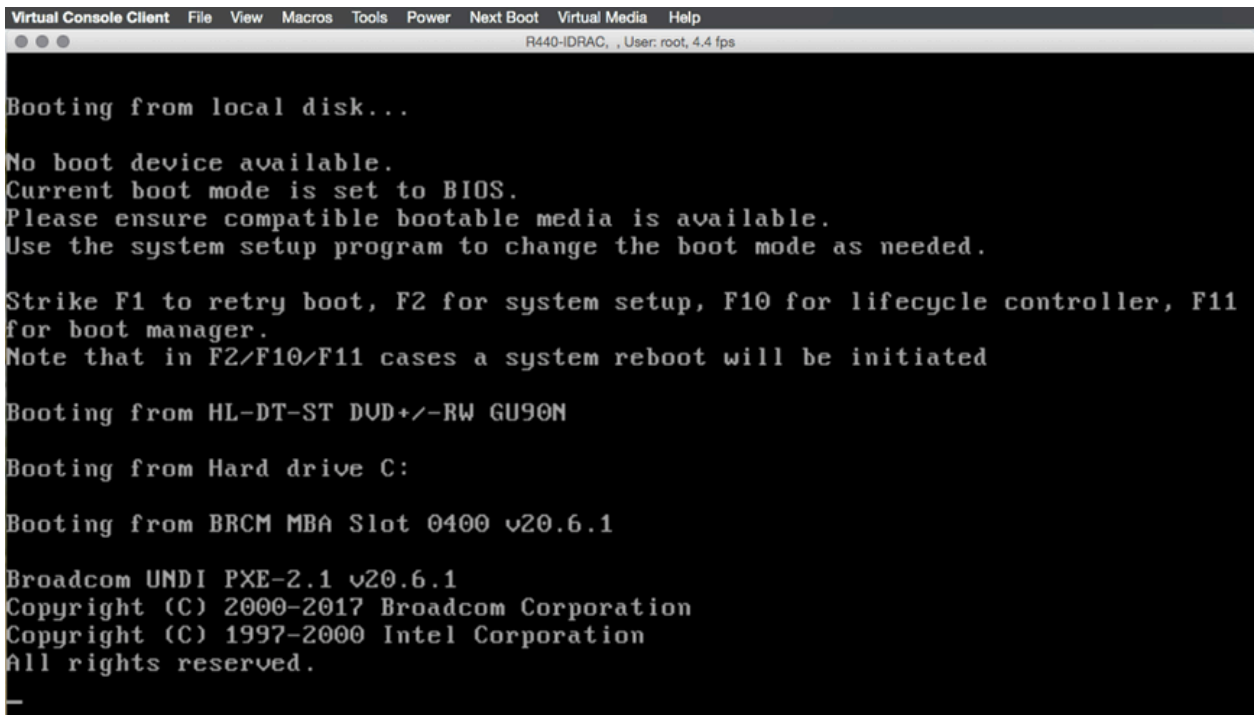 Virtual Console Client File View Macros Tools Power Next Boot Virtual Media Help
R440-IDRAC, , User: root, 4.4 fps
Booting from local disk...
No boot device available.
Current boot mode is set to BIOS.
Please ensure compatible bootable media is available.
Use the system setup program to change the boot mode as needed.
Strike F1 to retry boot, F2 for system setup, F10 for lifecycle controller, F11
for boot manager.
Note that in F2/F10/F11 cases a system reboot will be initiated
Booting from HL-DT-ST DVD+/-RW GU90N
Booting from Hard drive C:
Booting from BRCM MBA Slot 0400 v20.6.1
Broadcom UNDI PXE-2.1 v20.6.1
Copyright (C) 2000-2017 Broadcom Corporation
Copyright (C) 1997-2000 Intel Corporation
All rights reserved.